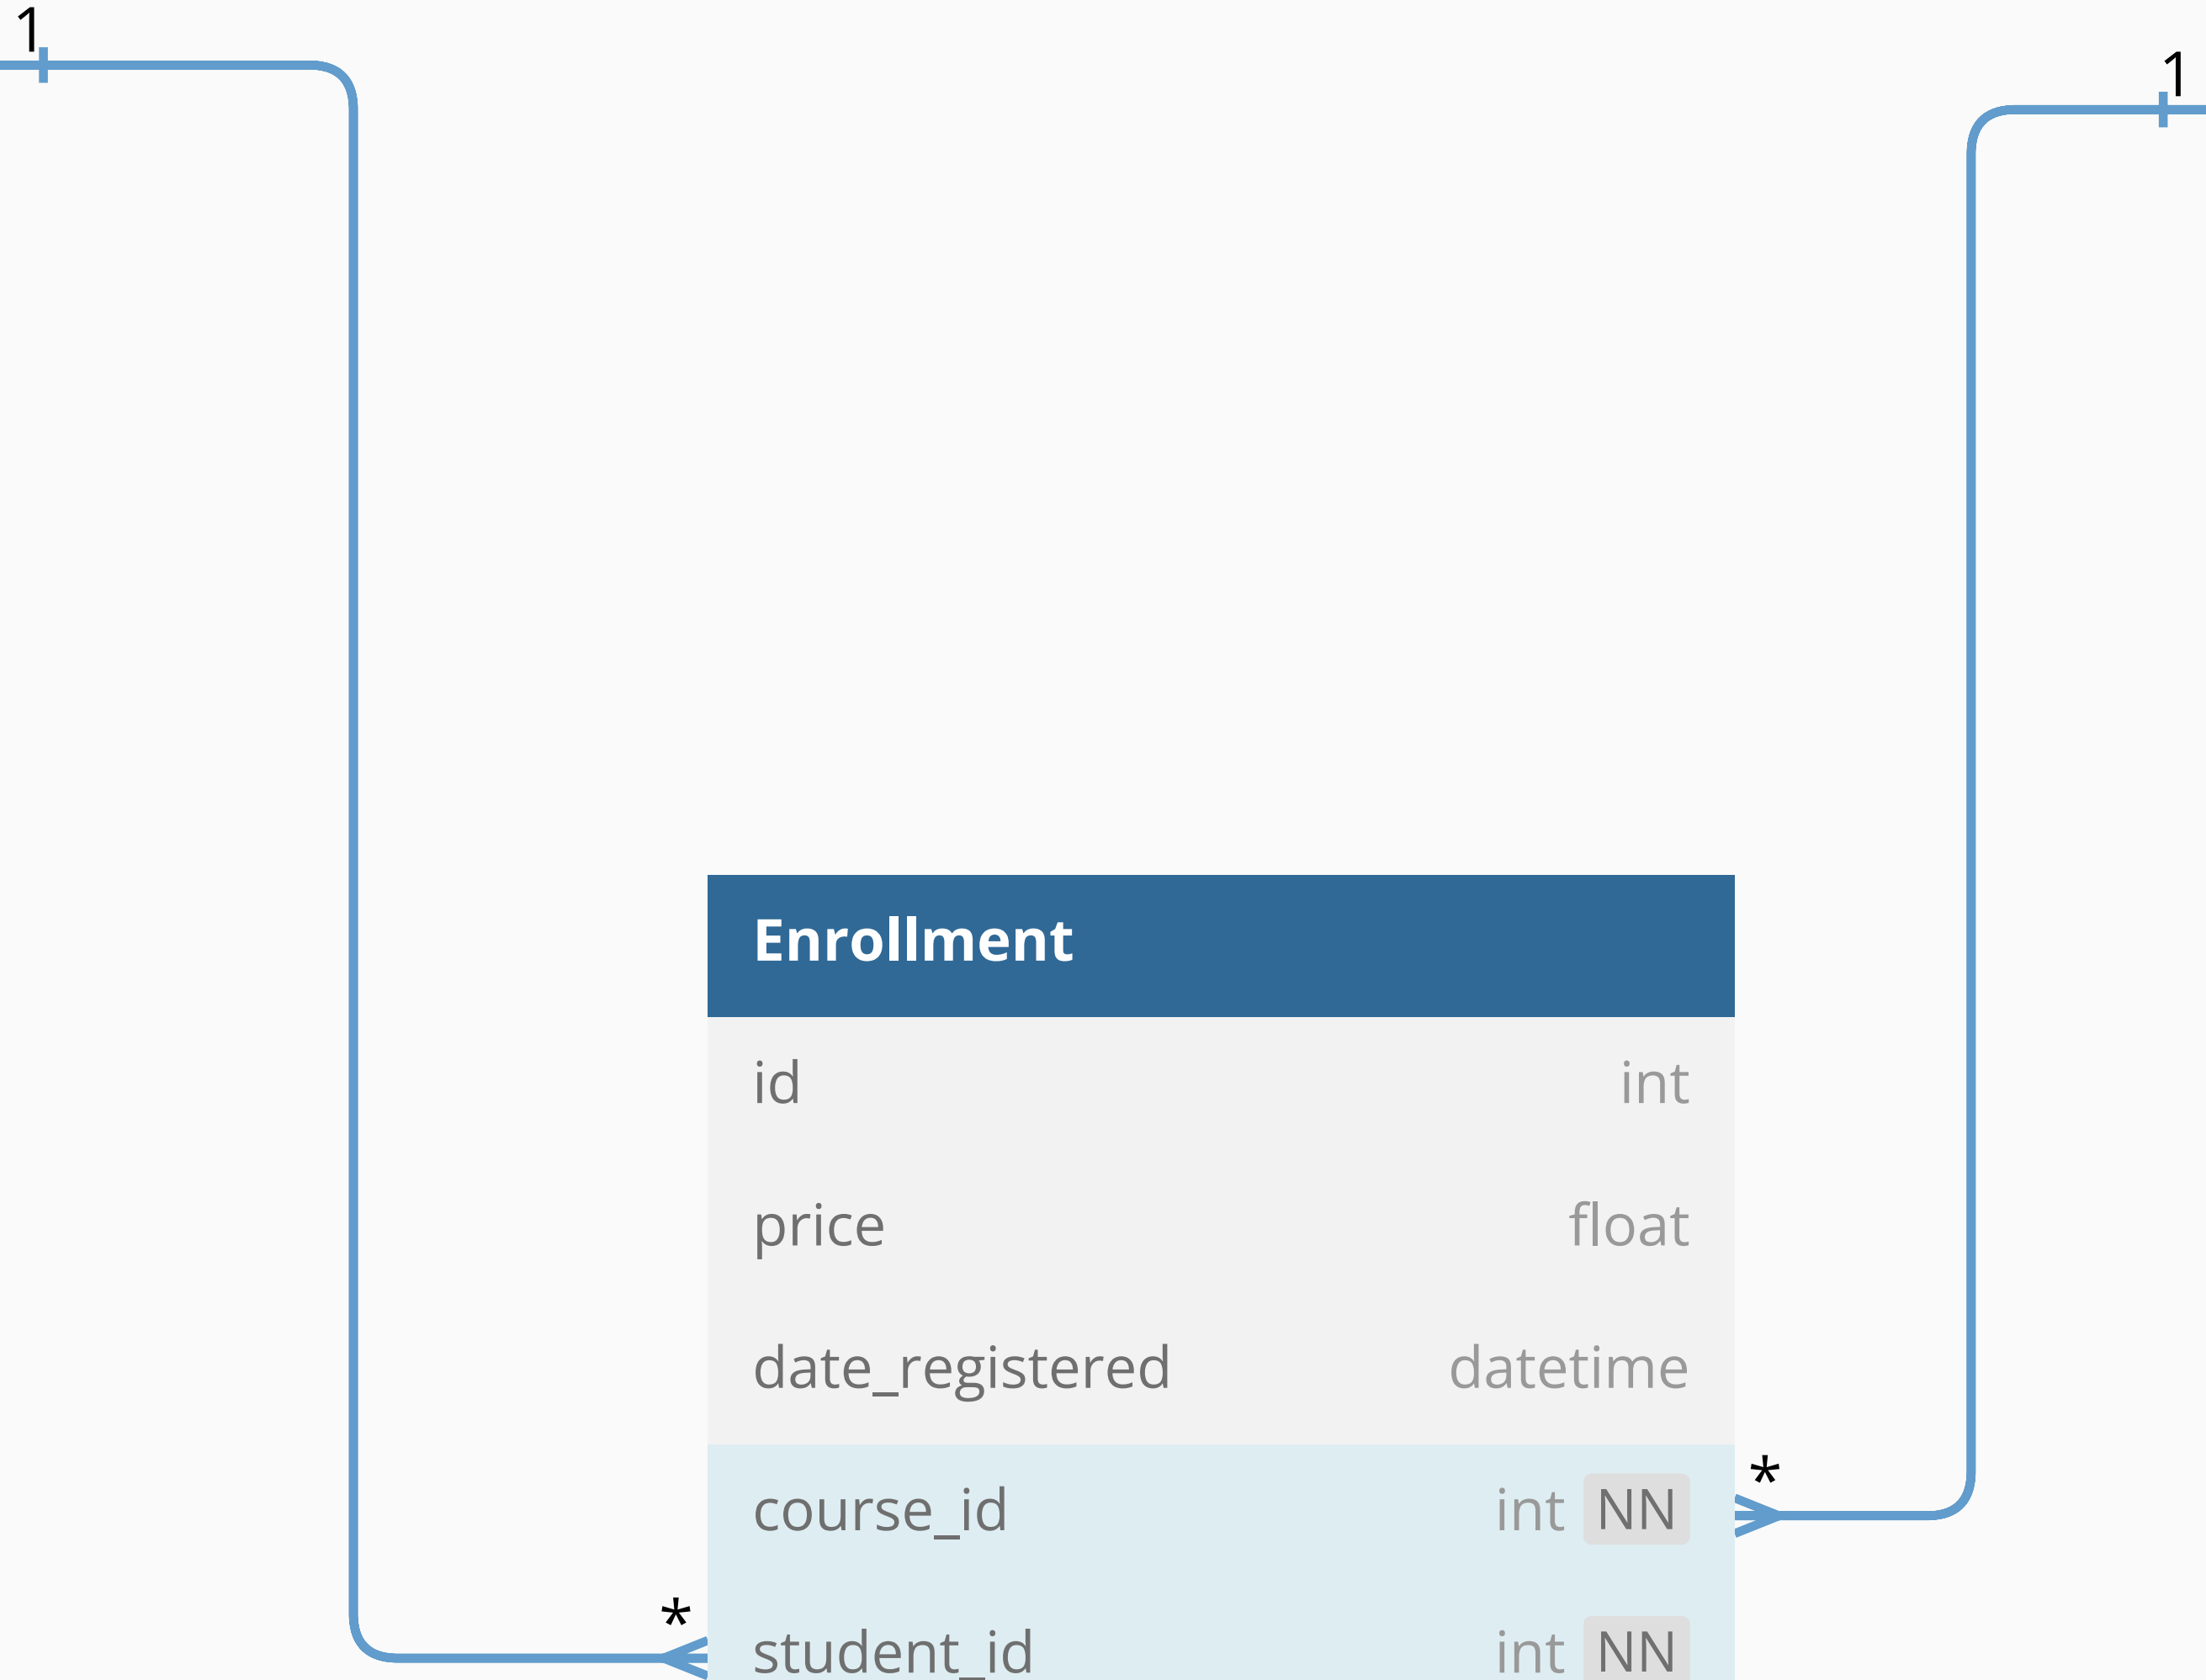 1
1
Enrollment
id int
price float
date_registered datetime
*
course_id int NN
*
student_id int NN